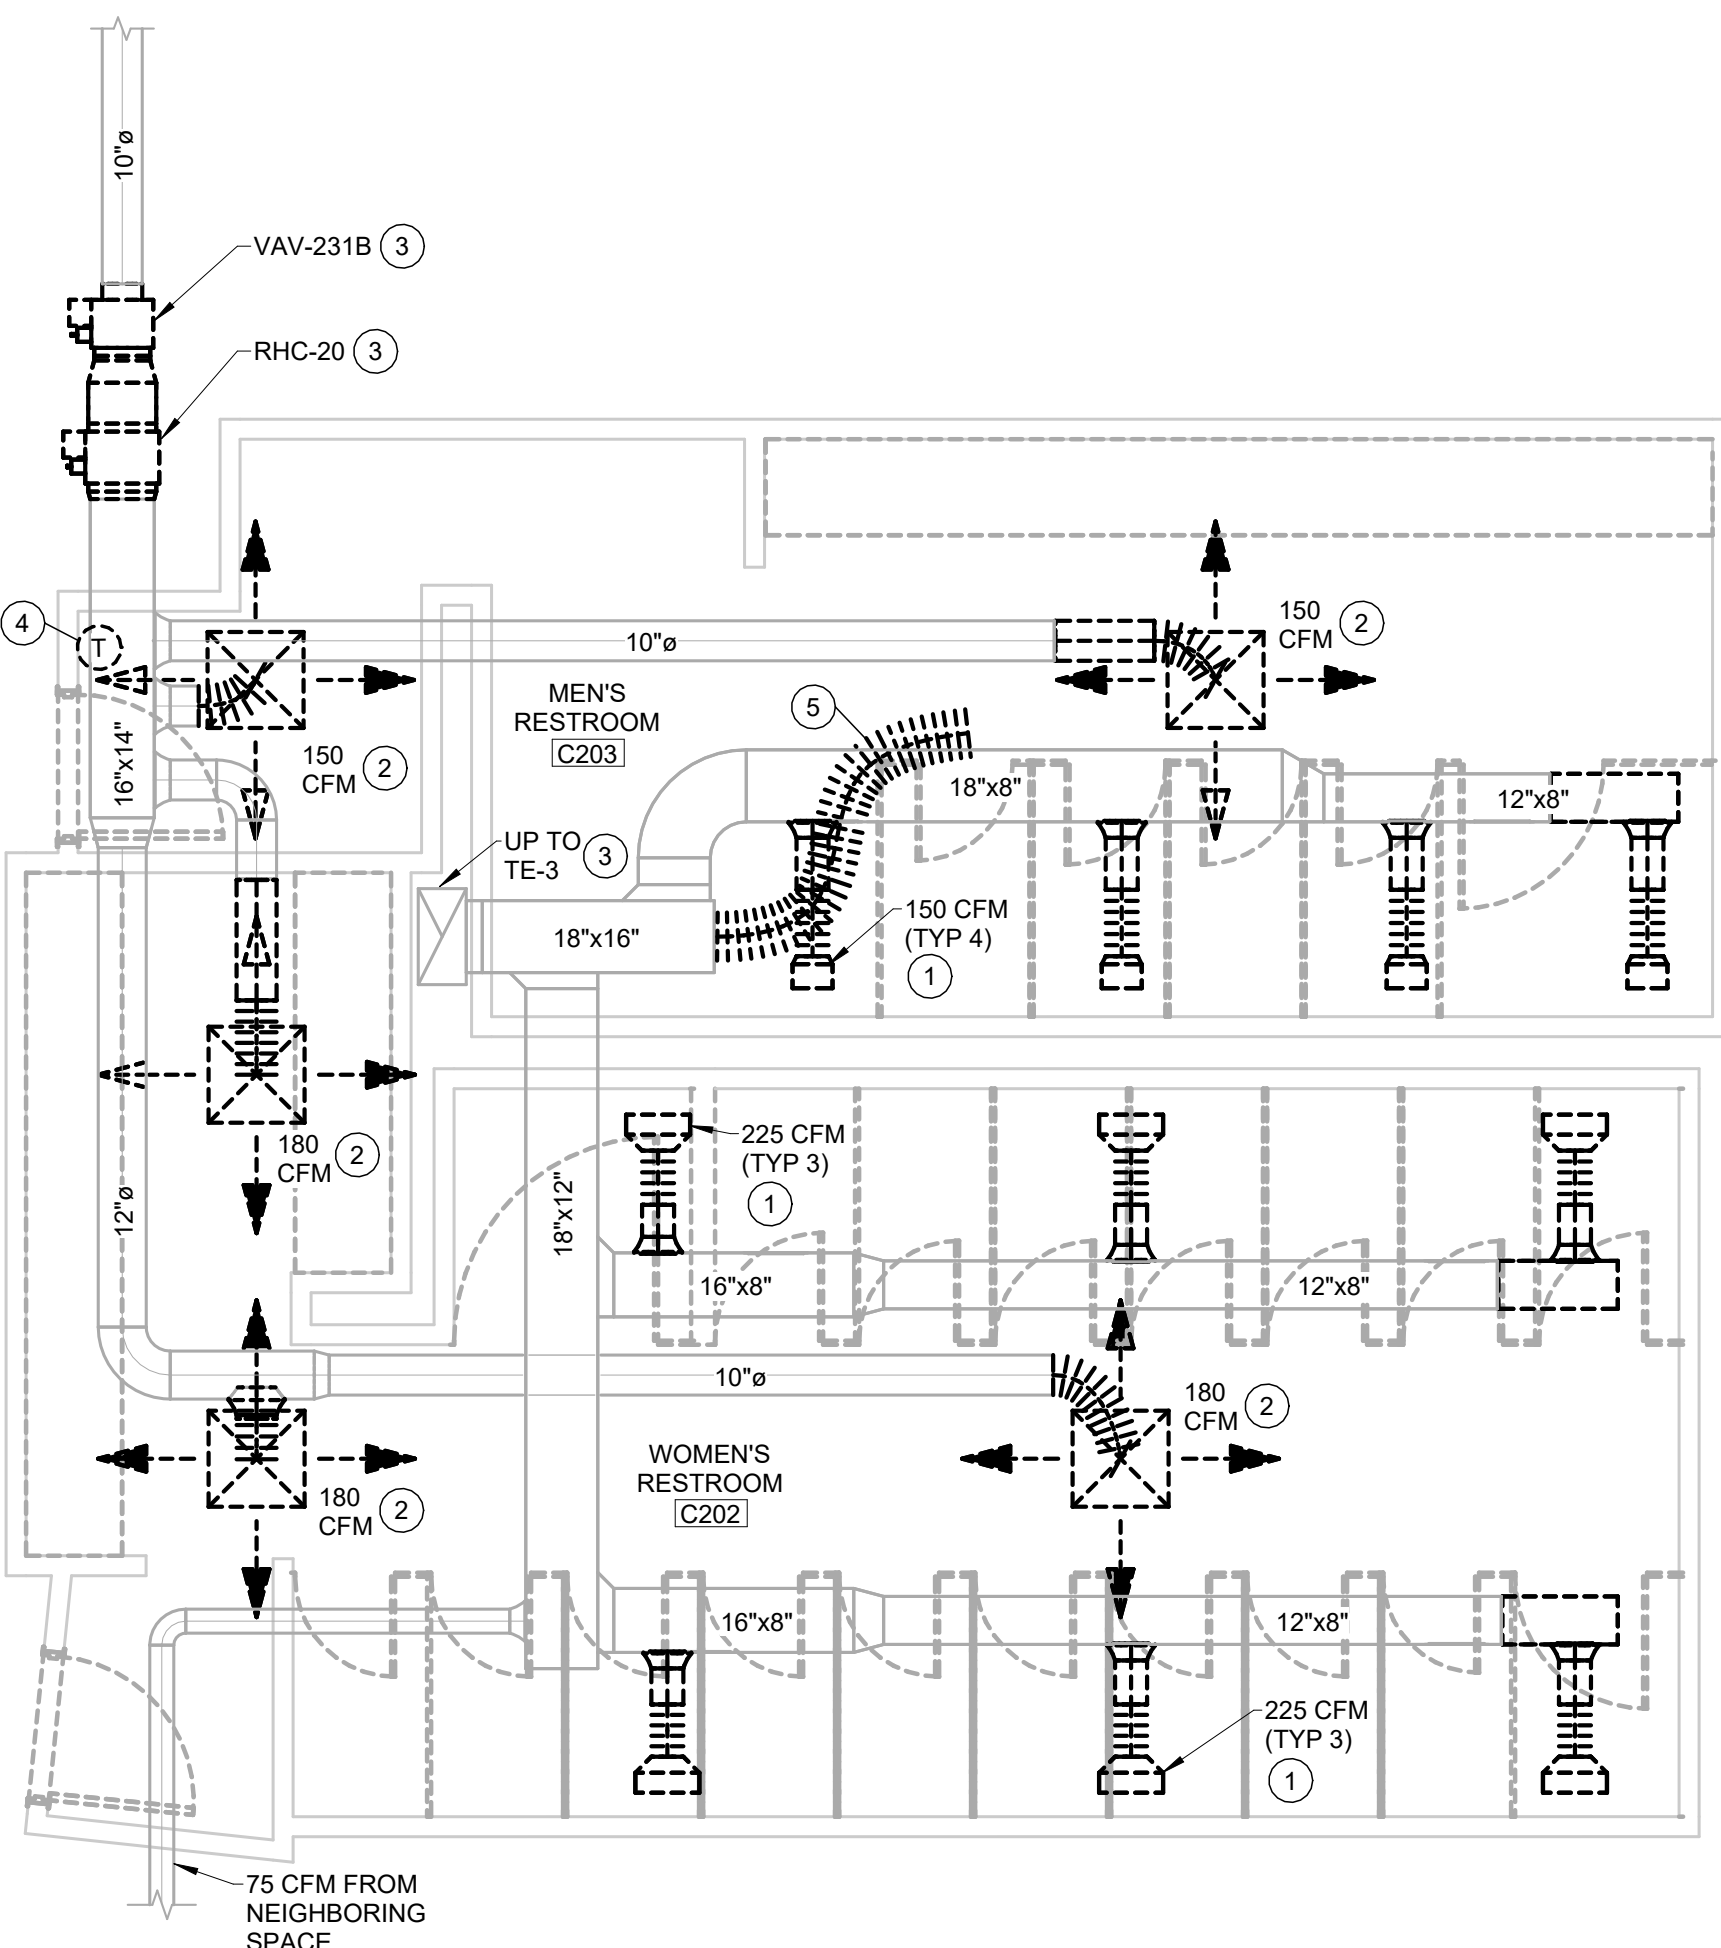 10"ø
VAV-231B 3
RHC-20 3
4
T
10"ø
150
CFM 2
MEN'S
RESTROOM
C203
5
16"x14"
150
CFM 2
18"x8"
12"x8"
UP TO
TE-3 3
18"x16"
150 CFM
(TYP 4)
1
180
CFM 2
225 CFM
(TYP 3)
1
12"ø
18"x12"
16"x8"
12"x8"
10"ø
180
CFM 2
WOMEN'S
RESTROOM
C202
180
CFM 2
16"x8"
12"x8"
225 CFM
(TYP 3)
1
75 CFM FROM
NEIGHBORING
SPACE